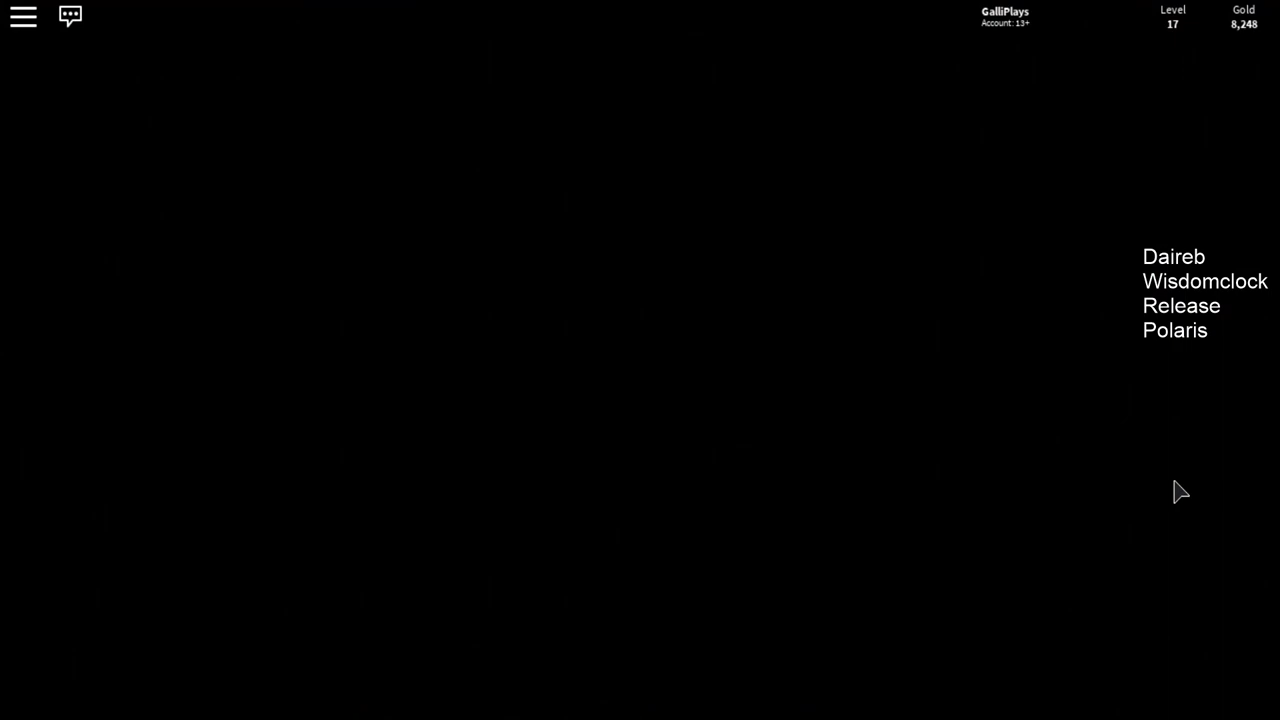 GalliPlays
Account: 13+
Level
17
Gold
8,248
Daireb
Wisdomclock
Release
Polaris